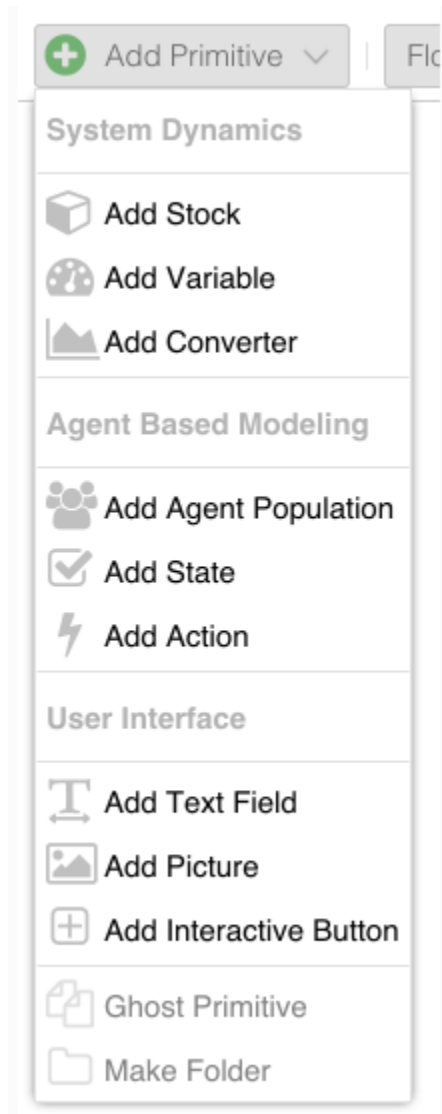 Add Primitive
System Dynamics
Add Stock
Add Variable
Add Converter
Agent Based Modeling
Add Agent Population
Add State
Add Action
User Interface
Add Text Field
Add Picture
Add Interactive Button
Ghost Primitive
Make Folder